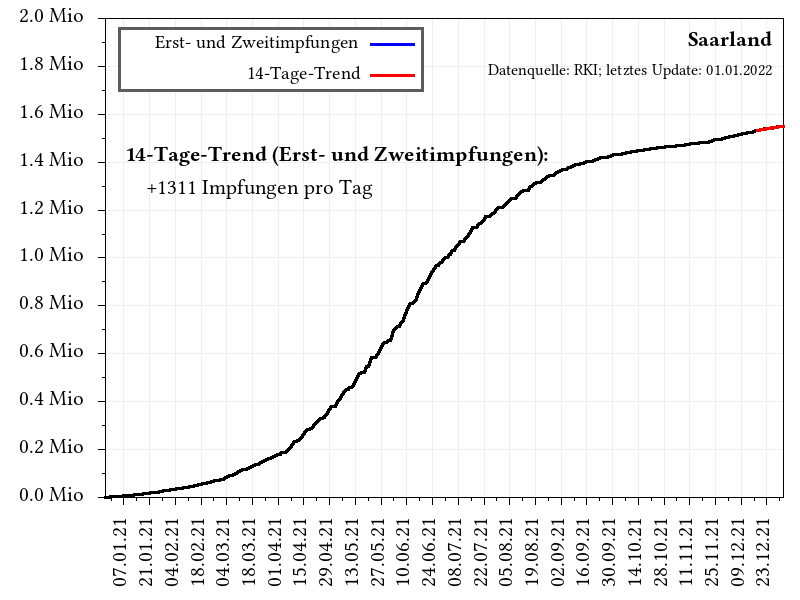 2.0 Mio
1.8 Mio
1.6 Mio
1.4 Mio
1.2 Mio
1.0 Mio
0.8 Mio
0.6 Mio
0.4 Mio
0.2 Mio
0.0 Mio
Erst- und Zweitimpfungen
14-Tage-Trend
Saarland
Datenquelle: RKI; letztes Update: 01.01.2022
14-Tage-Trend (Erst- und Zweitimpfungen):
+1311 Impfungen pro Tag
07.01.21
21.01.21
04.02.21
18.02.21
04.03.21
18.03.21
01.04.21
15.04.21
29.04.21
13.05.21
27.05.21
10.06.21
24.06.21
08.07.21
22.07.21
05.08.21
19.08.21
02.09.21
16.09.21
30.09.21
14.10.21
28.10.21
11.11.21
25.11.21
09.12.21
23.12.21